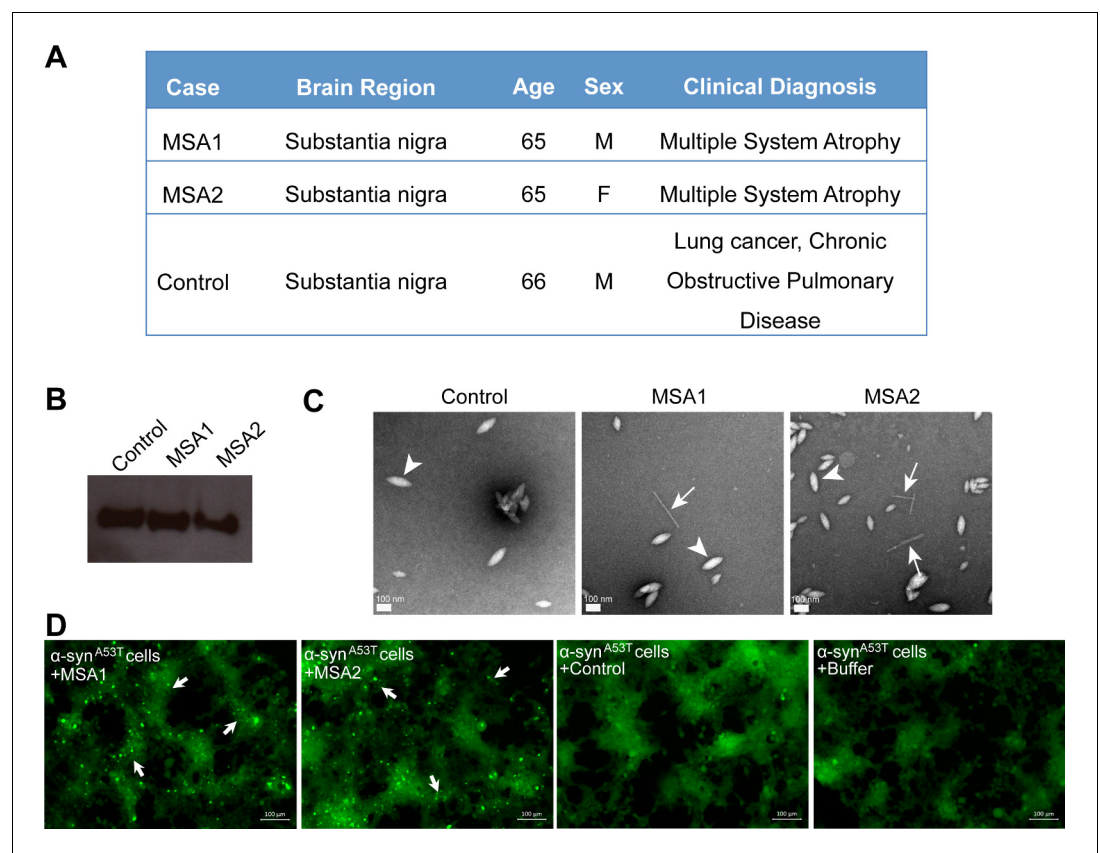 A
Case Brain Region Age Sex Clinical Diagnosis
MSA1 Substantia nigra 65 M Multiple System Atrophy
MSA2 Substantia nigra 65 F Multiple System Atrophy
Control Substantia nigra 66 M Lung cancer, Chronic
Obstructive Pulmonary
Disease
B
Control MSA1 MSA2
C
Control MSA1 MSA2
100 nm 100 nm 100 nm
D
α-syn^A53T cells
+MSA1
100 µm
α-syn^A53T cells
+MSA2
100 µm
α-syn^A53T cells
+Control
100 µm
α-syn^A53T cells
+Buffer
100 µm